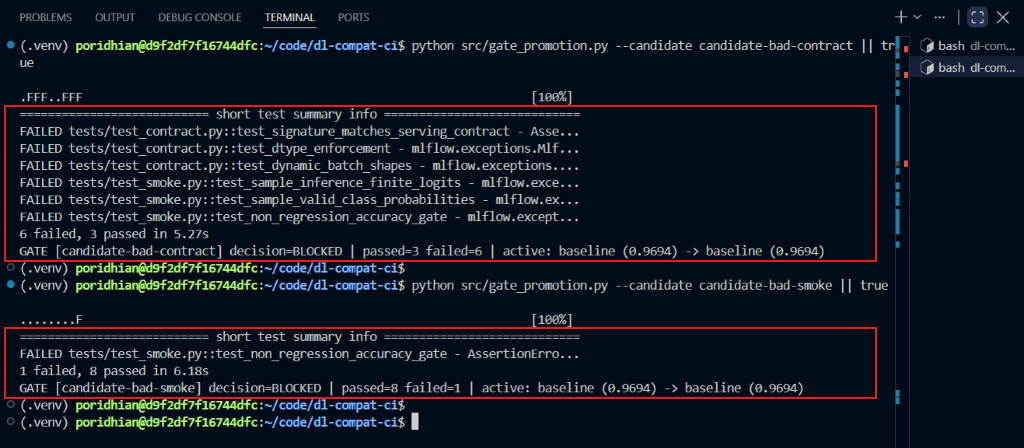 PROBLEMS OUTPUT DEBUG CONSOLE TERMINAL PORTS
(.venv) poridhian@d9f2df7f16744dfc:~/code/dl-compat-ci$ python src/gate_promotion.py --candidate candidate-bad-contract || tr
ue
.FFF..FFF [100%]
=========================== short test summary info ============================
FAILED tests/test_contract.py::test_signature_matches_serving_contract - Asse...
FAILED tests/test_contract.py::test_dtype_enforcement - mlflow.exceptions.Mlf...
FAILED tests/test_contract.py::test_dynamic_batch_shapes - mlflow.exceptions....
FAILED tests/test_smoke.py::test_sample_inference_finite_logits - mlflow.exce...
FAILED tests/test_smoke.py::test_sample_valid_class_probabilities - mlflow.ex...
FAILED tests/test_smoke.py::test_non_regression_accuracy_gate - mlflow.except...
6 failed, 3 passed in 5.27s
GATE [candidate-bad-contract] decision=BLOCKED | passed=3 failed=6 | active: baseline (0.9694) -> baseline (0.9694)
(.venv) poridhian@d9f2df7f16744dfc:~/code/dl-compat-ci$
(.venv) poridhian@d9f2df7f16744dfc:~/code/dl-compat-ci$ python src/gate_promotion.py --candidate candidate-bad-smoke || true
........F [100%]
=========================== short test summary info ============================
FAILED tests/test_smoke.py::test_non_regression_accuracy_gate - AssertionErro...
1 failed, 8 passed in 6.18s
GATE [candidate-bad-smoke] decision=BLOCKED | passed=8 failed=1 | active: baseline (0.9694) -> baseline (0.9694)
(.venv) poridhian@d9f2df7f16744dfc:~/code/dl-compat-ci$
(.venv) poridhian@d9f2df7f16744dfc:~/code/dl-compat-ci$
bash dl-com...
bash dl-com...